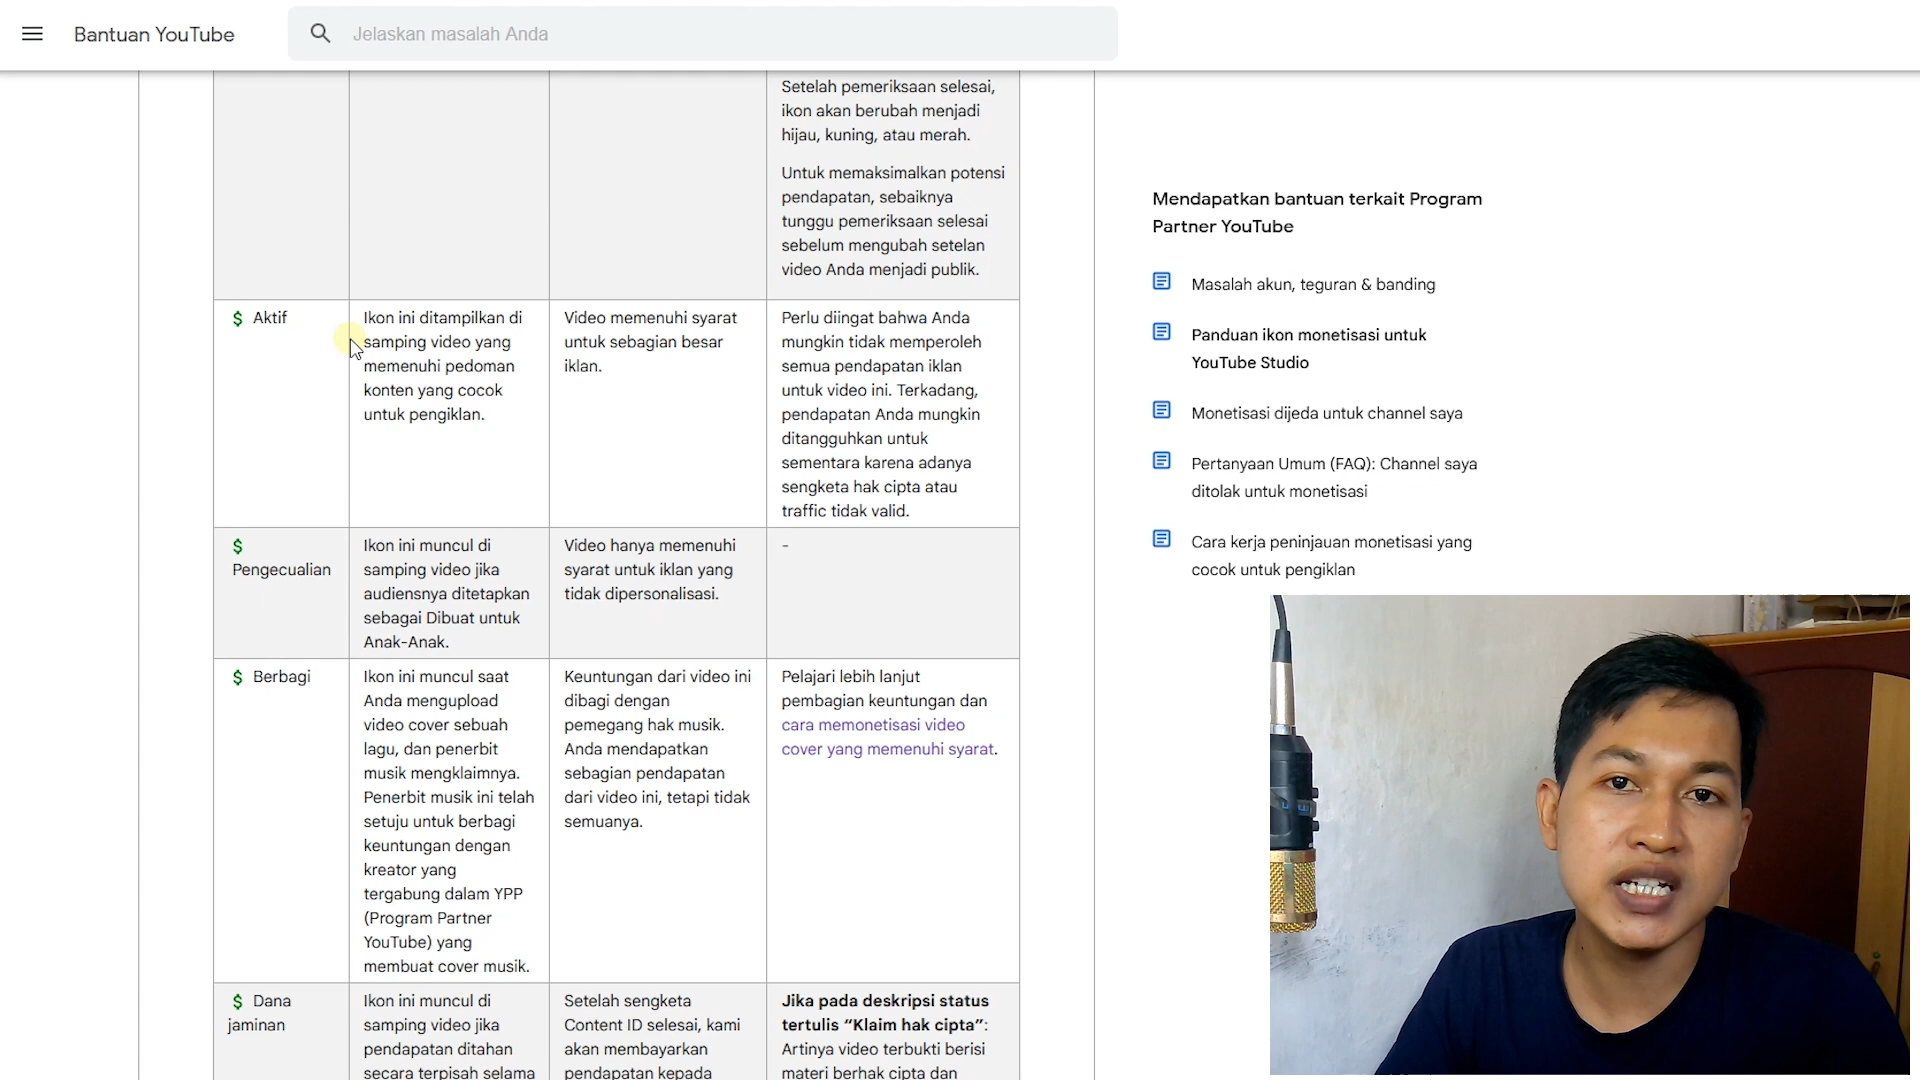 Bantuan YouTube
Jelaskan masalah Anda
Setelah pemeriksaan selesai,
ikon akan berubah menjadi
hijau, kuning, atau merah.
Untuk memaksimalkan potensi
pendapatan, sebaiknya
tunggu pemeriksaan selesai
sebelum mengubah setelan
video Anda menjadi publik.
$ Aktif
Ikon ini ditampilkan di
samping video yang
memenuhi pedoman
konten yang cocok
untuk pengiklan.
Video memenuhi syarat
untuk sebagian besar
iklan.
Perlu diingat bahwa Anda
mungkin tidak memperoleh
semua pendapatan iklan
untuk video ini. Terkadang,
pendapatan Anda mungkin
ditangguhkan untuk
sementara karena adanya
sengketa hak cipta atau
traffic tidak valid.
$
Pengecualian
Ikon ini muncul di
samping video jika
audiensnya ditetapkan
sebagai Dibuat untuk
Anak-Anak.
Video hanya memenuhi
syarat untuk iklan yang
tidak dipersonalisasi.
-
$ Berbagi
Ikon ini muncul saat
Anda mengupload
video cover sebuah
lagu, dan penerbit
musik mengklaimnya.
Penerbit musik ini telah
setuju untuk berbagi
keuntungan dengan
kreator yang
tergabung dalam YPP
(Program Partner
YouTube) yang
membuat cover musik.
Keuntungan dari video ini
dibagi dengan
pemegang hak musik.
Anda mendapatkan
sebagian pendapatan
dari video ini, tetapi tidak
semuanya.
Pelajari lebih lanjut
pembagian keuntungan dan
cara memonetisasi video
cover yang memenuhi syarat.
$ Dana
jaminan
Ikon ini muncul di
samping video jika
pendapatan ditahan
secara terpisah selama
Setelah sengketa
Content ID selesai, kami
akan membayarkan
pendapatan kepada
Jika pada deskripsi status
tertulis “Klaim hak cipta”:
Artinya video terbukti berisi
materi berhak cipta dan
Mendapatkan bantuan terkait Program
Partner YouTube
Masalah akun, teguran & banding
Panduan ikon monetisasi untuk
YouTube Studio
Monetisasi dijeda untuk channel saya
Pertanyaan Umum (FAQ): Channel saya
ditolak untuk monetisasi
Cara kerja peninjauan monetisasi yang
cocok untuk pengiklan